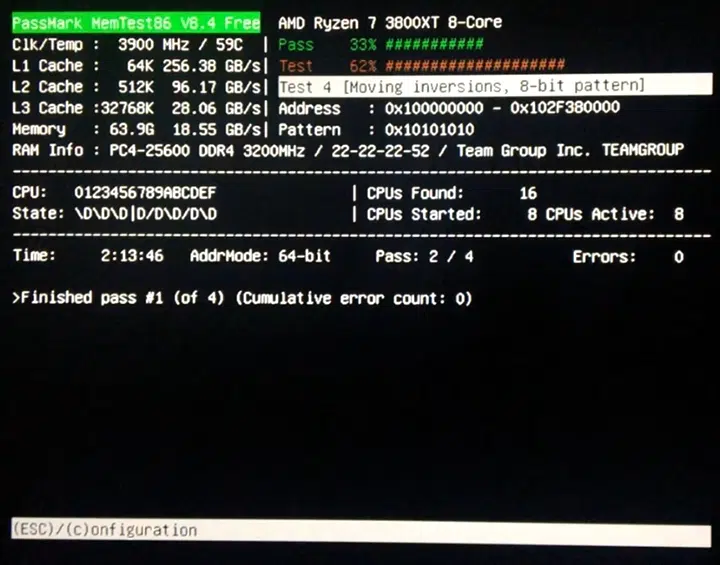 PassMark MemTest86 V8.4 Free AMD Ryzen 7 3800XT 8-Core
Clk/Temp : 3900 MHz / 59C | Pass 33% ###########
L1 Cache : 64K 256.38 GB/s| Test 62% ####################
L2 Cache : 512K 96.17 GB/s| Test 4 [Moving inversions, 8-bit pattern]
L3 Cache :32768K 28.06 GB/s| Address : 0x100000000 - 0x102F380000
Memory : 63.9G 18.55 GB/s| Pattern : 0x10101010
RAM Info : PC4-25600 DDR4 3200MHz / 22-22-22-52 / Team Group Inc. TEAMGROUP
CPU: 0123456789ABCDEF | CPUs Found: 16
State: \D\D\D|D/D\D/D\D | CPUs Started: 8 CPUs Active: 8
Time: 2:13:46 AddrMode: 64-bit Pass: 2 / 4 Errors: 0
>Finished pass #1 (of 4) (Cumulative error count: 0)
(ESC)/(c)onfiguration